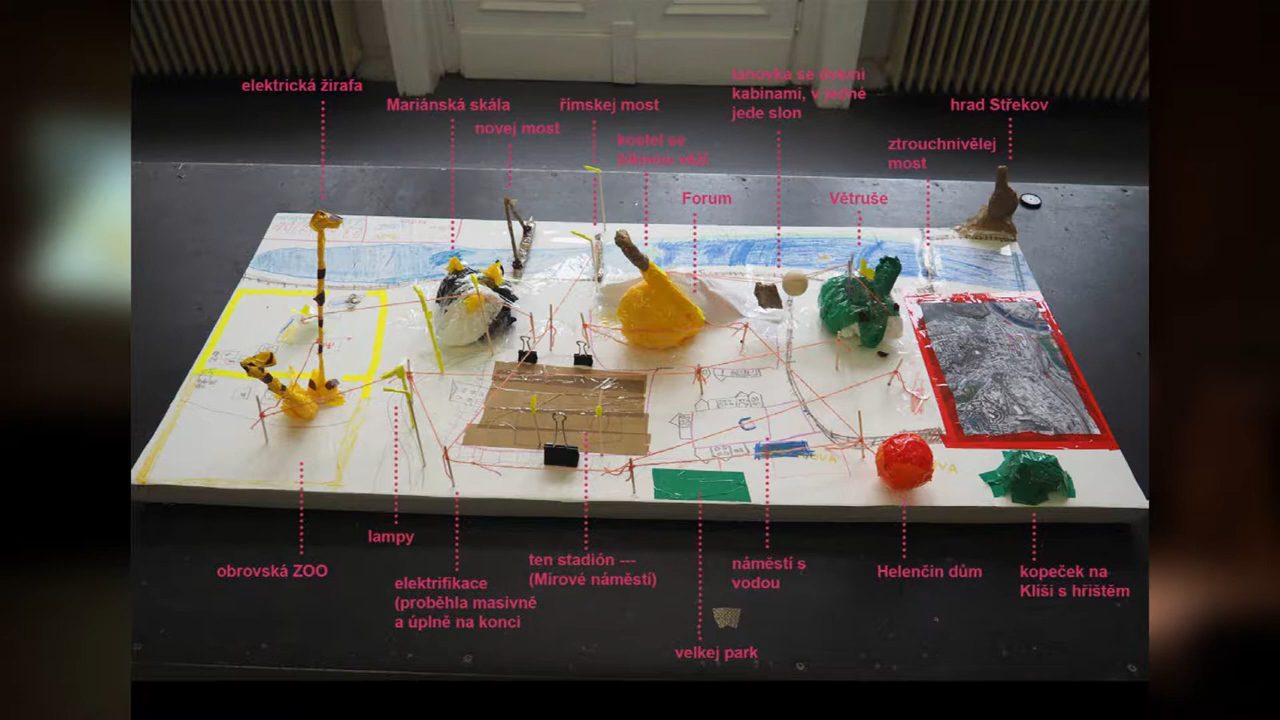 elektrická žirafa
Mariánská skála
novej most
římskej most
kostel se
šikmou věží
Forum
lanovka se dvěmi
kabinami, v jedné
jede slon
Větruše
ztrouchnivělej
most
hrad Střekov
obrovská ZOO
lampy
elektrifikace
(proběhla masivně
a úplně na konci
ten stadión ---
(Mírové náměstí)
velkej park
náměstí s
vodou
Helenčin dům
kopeček na
Klíši s hřištěm